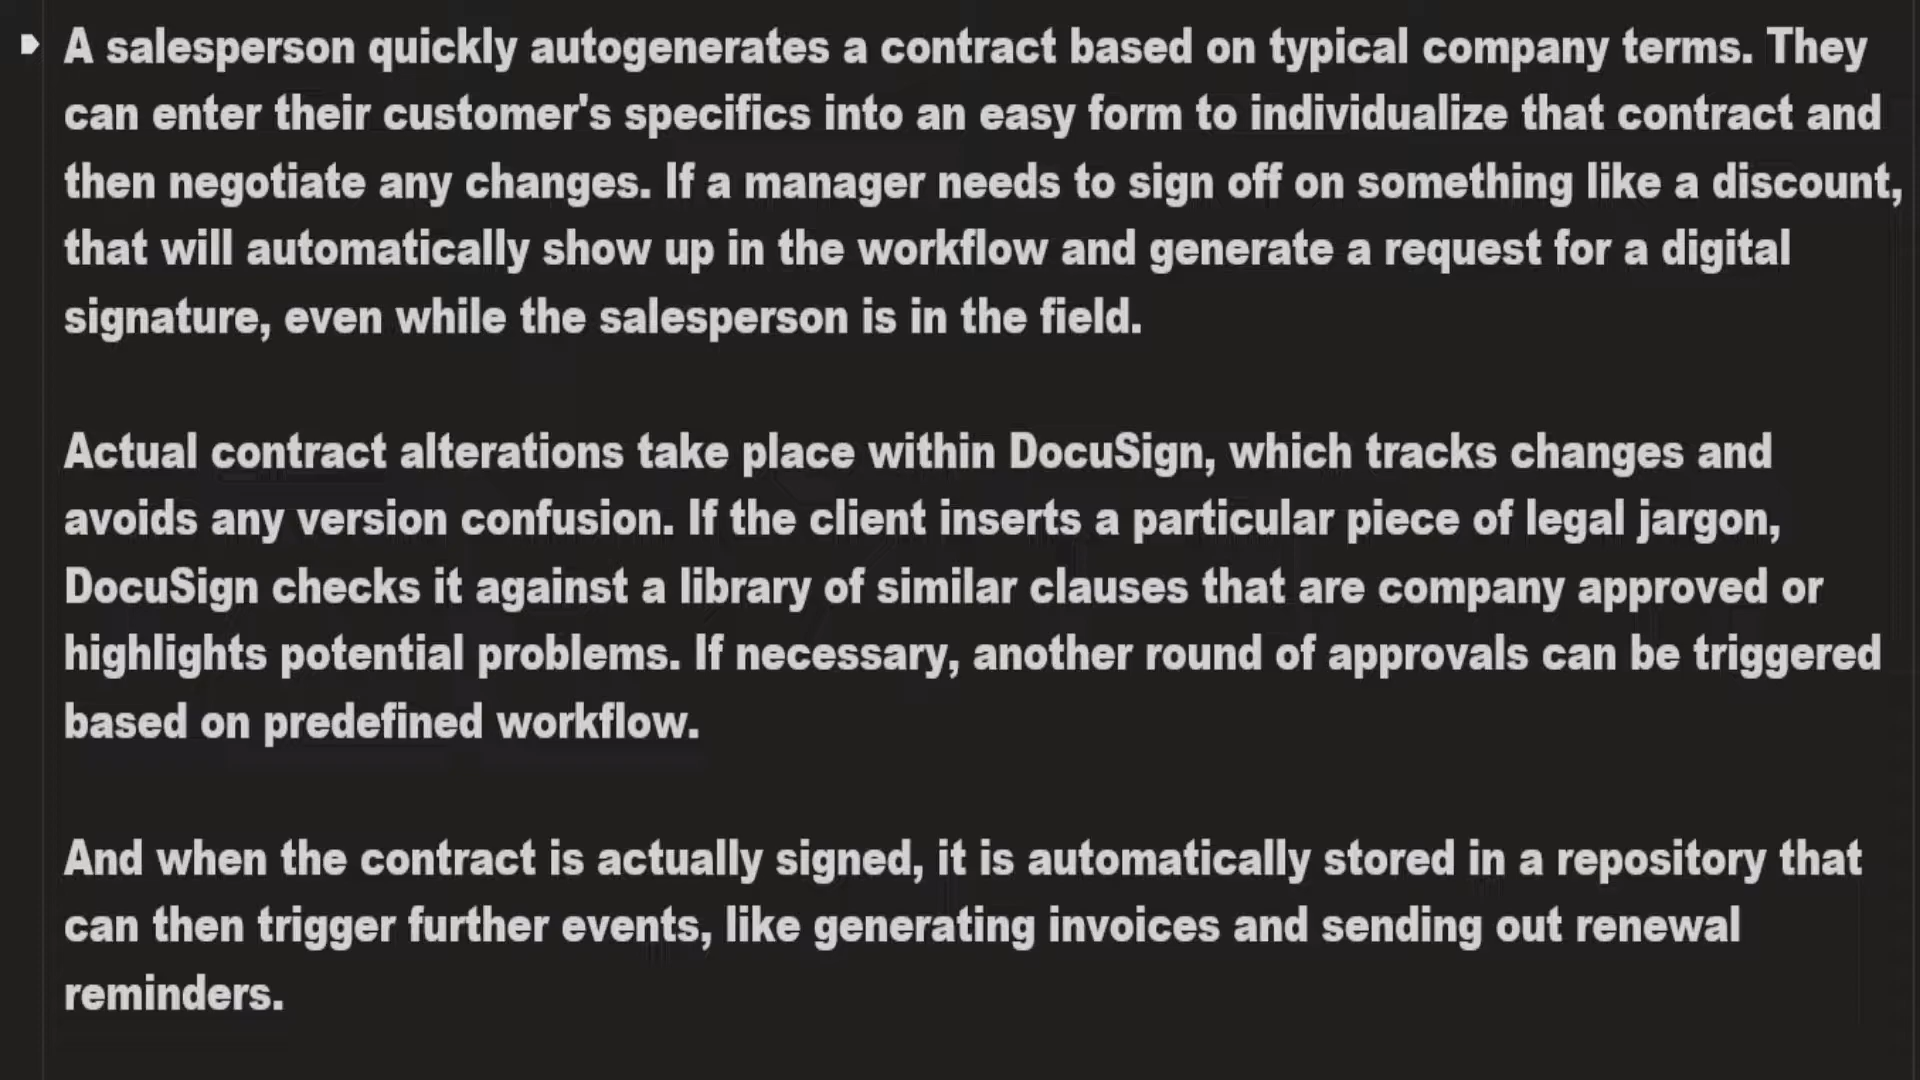 A salesperson quickly autogenerates a contract based on typical company terms. They
can enter their customer's specifics into an easy form to individualize that contract and
then negotiate any changes. If a manager needs to sign off on something like a discount,
that will automatically show up in the workflow and generate a request for a digital
signature, even while the salesperson is in the field.
Actual contract alterations take place within DocuSign, which tracks changes and
avoids any version confusion. If the client inserts a particular piece of legal jargon,
DocuSign checks it against a library of similar clauses that are company approved or
highlights potential problems. If necessary, another round of approvals can be triggered
based on predefined workflow.
And when the contract is actually signed, it is automatically stored in a repository that
can then trigger further events, like generating invoices and sending out renewal
reminders.